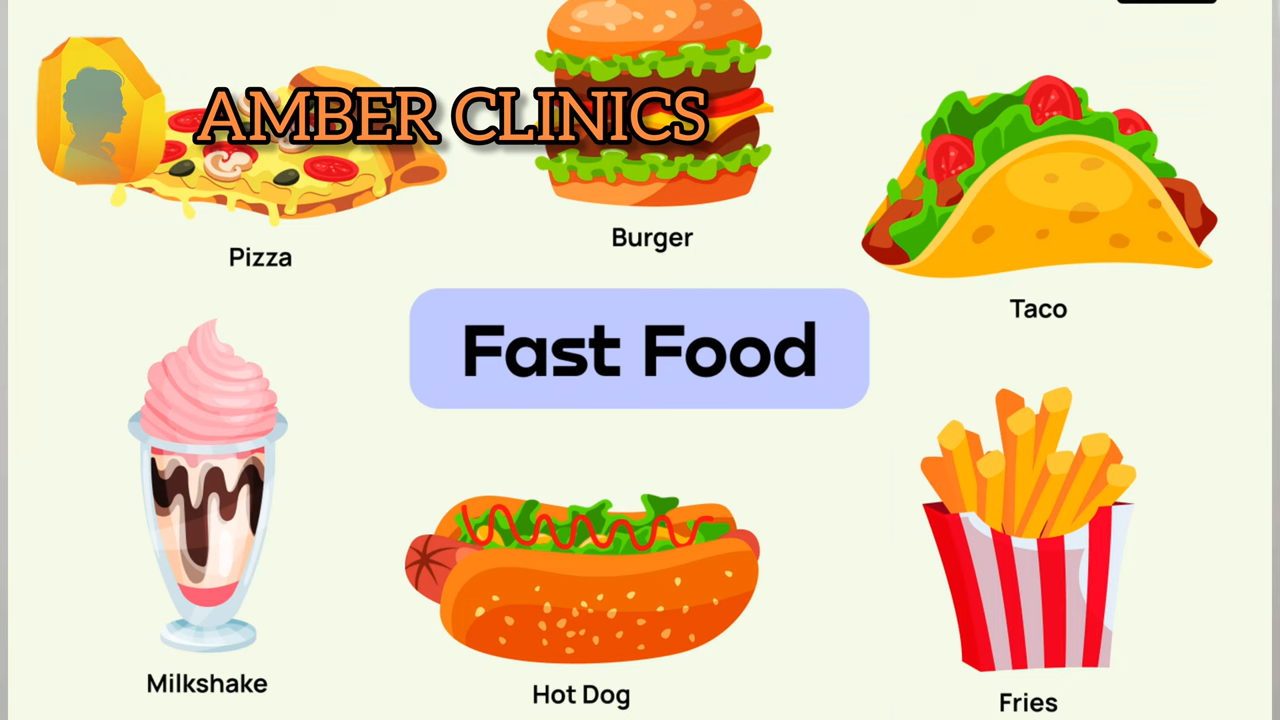 AMBER CLINICS
Pizza
Burger
Taco
Fast Food
Milkshake
Hot Dog
Fries